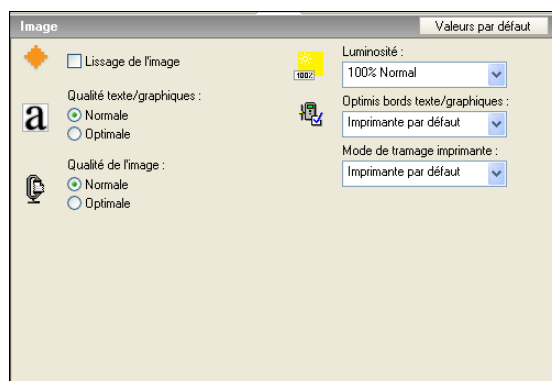 Image
Valeurs par défaut
Lissage de l'image
Qualité texte/graphiques :
a
Normale
Optimale
Qualité de l'image :
Normale
Optimale
Luminosité :
100%
100% Normal
Optimis bords texte/graphiques :
Imprimante par défaut
Mode de tramage imprimante :
Imprimante par défaut